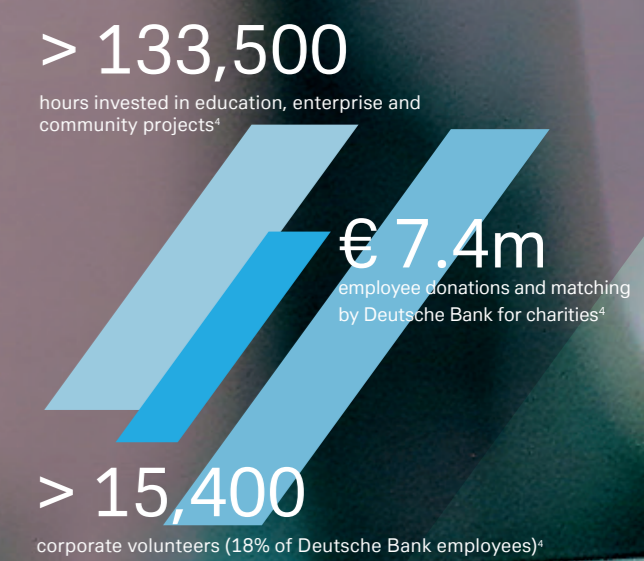 > 133,500
hours invested in education, enterprise and
community projects⁴
€ 7.4m
employee donations and matching
by Deutsche Bank for charities⁴
> 15,400
corporate volunteers (18% of Deutsche Bank employees)⁴